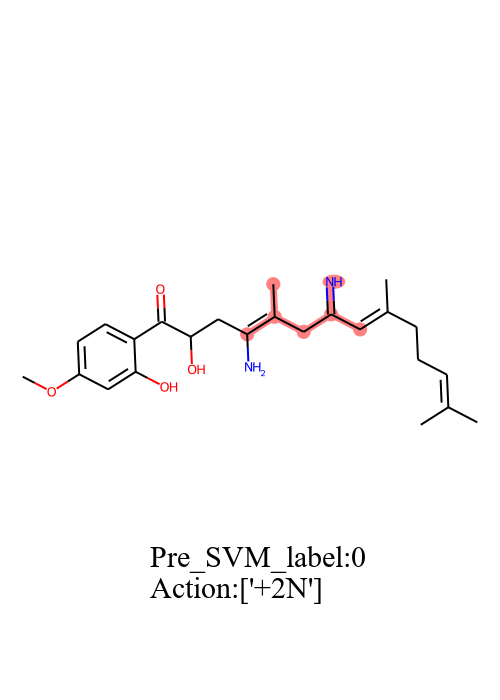 NH
O
OH
NH2
O
OH
Pre_SVM_label:0
Action:['+2N']